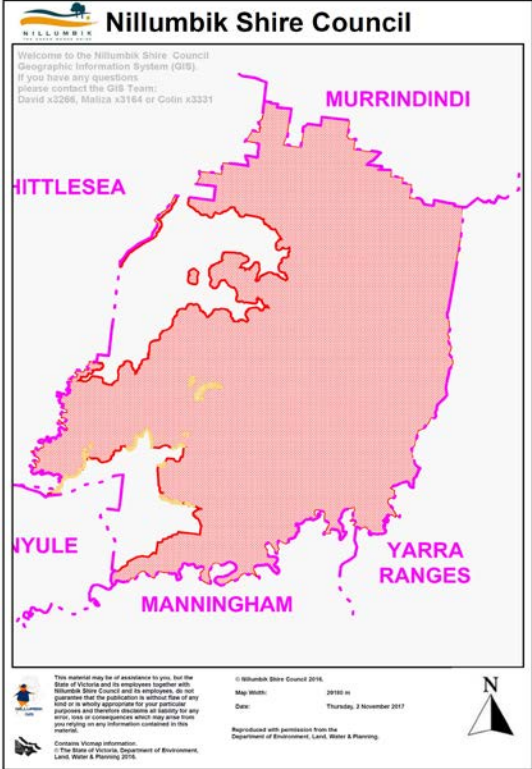 NILLUMBIK
Nillumbik Shire Council
Welcome to the Nillumbik Shire Council
Geographic Information System (GIS).
If you have any questions
please contact the GIS Team:
David x3266, Maliza x3164 or Colin x3331
MURRINDINDI
HITTLESEA
NYULE
YARRA
RANGES
MANNINGHAM
This material may be of assistance to you, but the
State of Victoria and its employees together with
Nillumbik Shire Council and its employees, do not
guarantee that the publication is without flaw of any
kind or is wholly appropriate for your particular
purposes and therefore disclaims all liability for any
error, loss or consequences which may arise from
you relying on any information contained in this
material.
Contains Vicmap Information.
© The State of Victoria, Department of Environment,
Land, Water & Planning 2016.
© Nillumbik Shire Council 2016.
Map Width:
Date: Thursday, 2 November 2017
Reproduced with permission from the
Department of Environment, Land, Water & Planning.
N